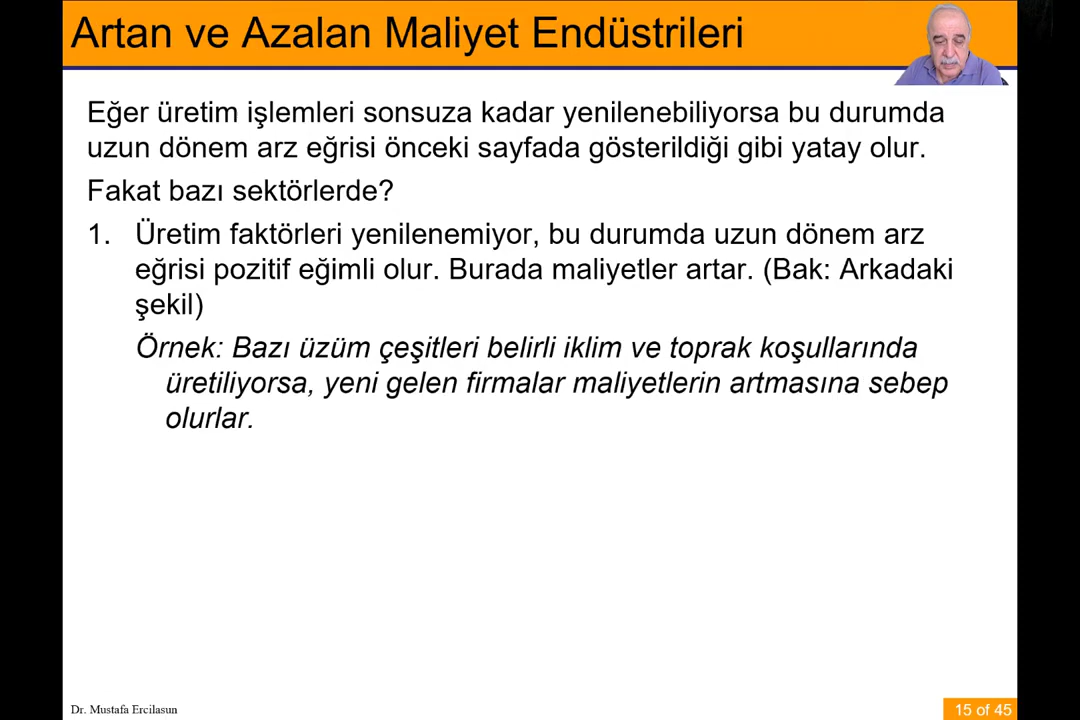 Artan ve Azalan Maliyet Endüstrileri
Eğer üretim işlemleri sonsuza kadar yenilenebiliyorsa bu durumda
uzun dönem arz eğrisi önceki sayfada gösterildiği gibi yatay olur.
Fakat bazı sektörlerde?
1. Üretim faktörleri yenilenemiyor, bu durumda uzun dönem arz
eğrisi pozitif eğimli olur. Burada maliyetler artar. (Bak: Arkadaki
şekil)
Örnek: Bazı üzüm çeşitleri belirli iklim ve toprak koşullarında
üretiliyorsa, yeni gelen firmalar maliyetlerin artmasına sebep
olurlar.
Dr. Mustafa Ercilasun
15 of 45